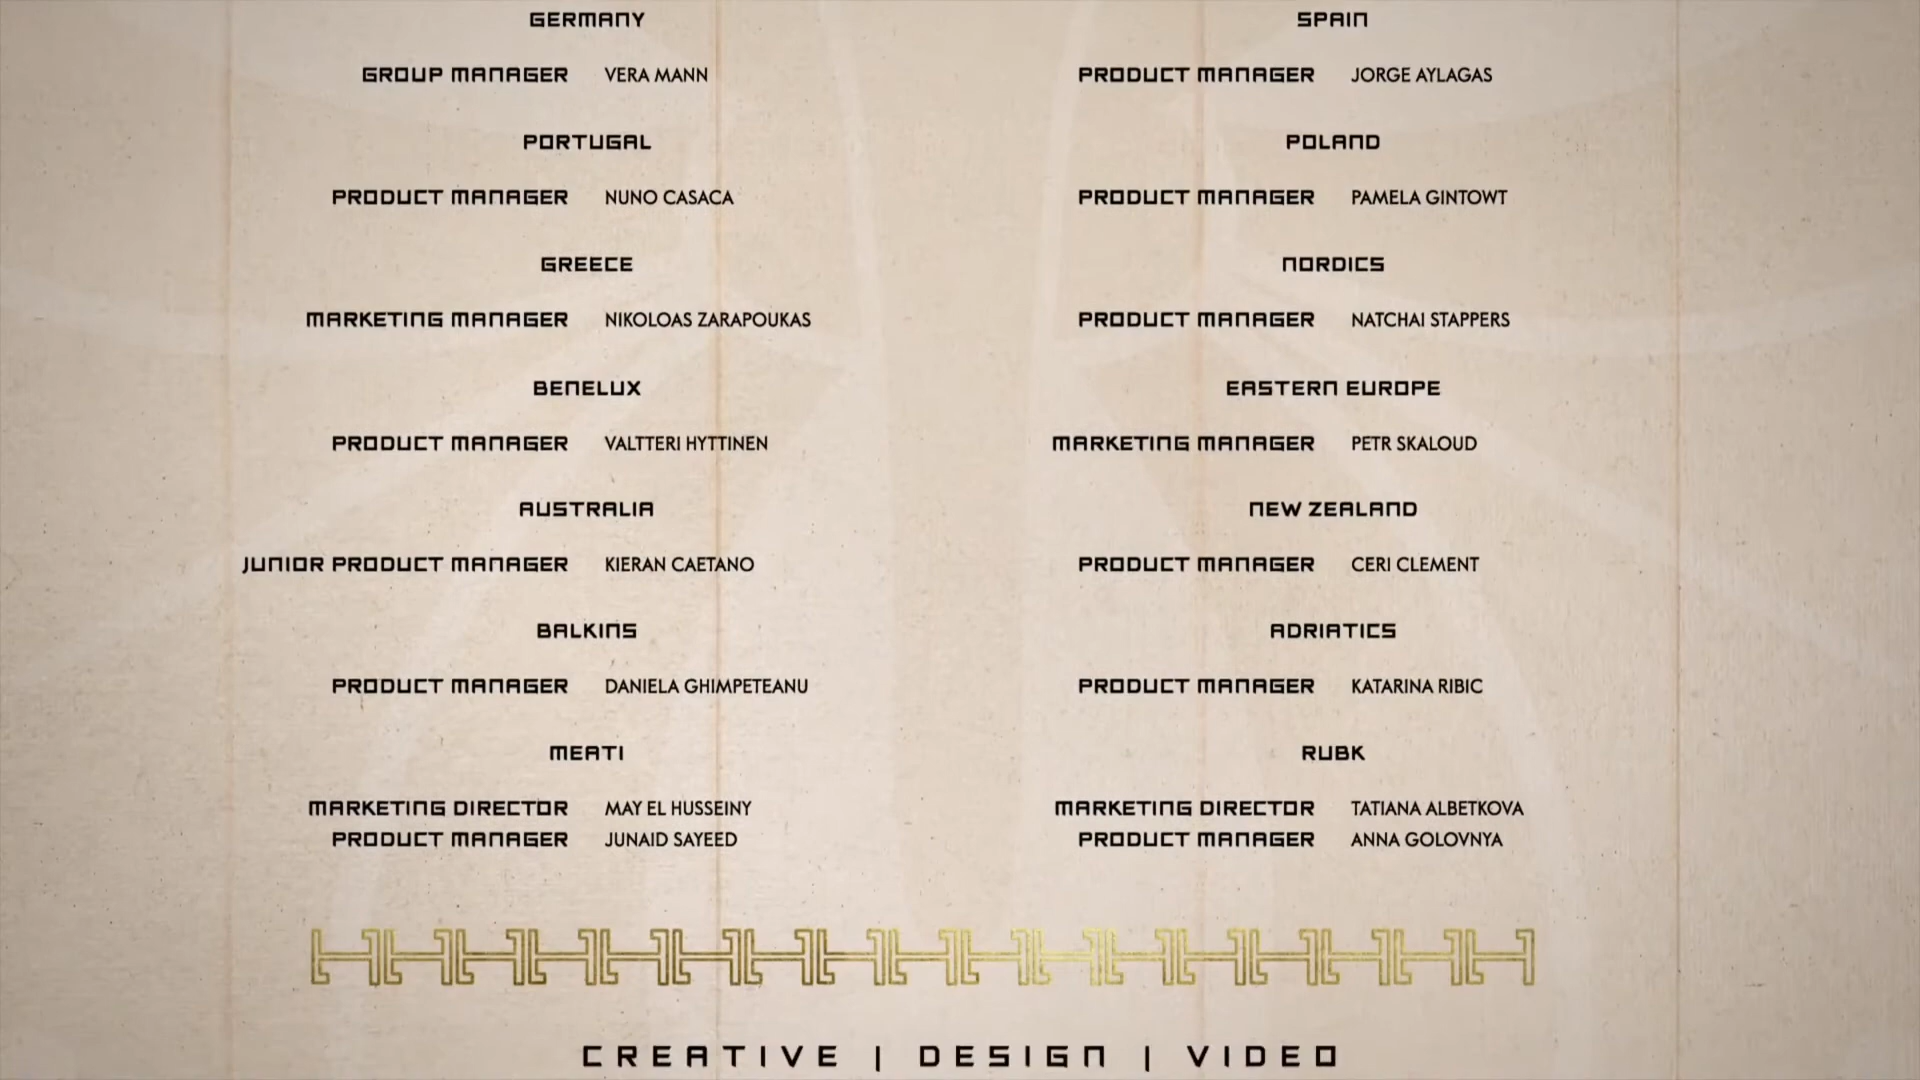 GERMANY
GROUP MANAGER VERA MANN
PORTUGAL
PRODUCT MANAGER NUNO CASACA
GREECE
MARKETING MANAGER NIKOLOAS ZARAPOUKAS
BENELUX
PRODUCT MANAGER VALTTERI HYTTINEN
AUSTRALIA
JUNIOR PRODUCT MANAGER KIERAN CAETANO
BALKINS
PRODUCT MANAGER DANIELA GHIMPETEANU
MEATI
MARKETING DIRECTOR MAY EL HUSSEINY
PRODUCT MANAGER JUNAID SAYEED
SPAIN
PRODUCT MANAGER JORGE AYLAGAS
POLAND
PRODUCT MANAGER PAMELA GINTOWT
NORDICS
PRODUCT MANAGER NATCHAI STAPPERS
EASTERN EUROPE
MARKETING MANAGER PETR SKALOUD
NEW ZEALAND
PRODUCT MANAGER CERI CLEMENT
ADRIATICS
PRODUCT MANAGER KATARINA RIBIC
RUBK
MARKETING DIRECTOR TATIANA ALBETKOVA
PRODUCT MANAGER ANNA GOLOVNYA
CREATIVE | DESIGN | VIDEO